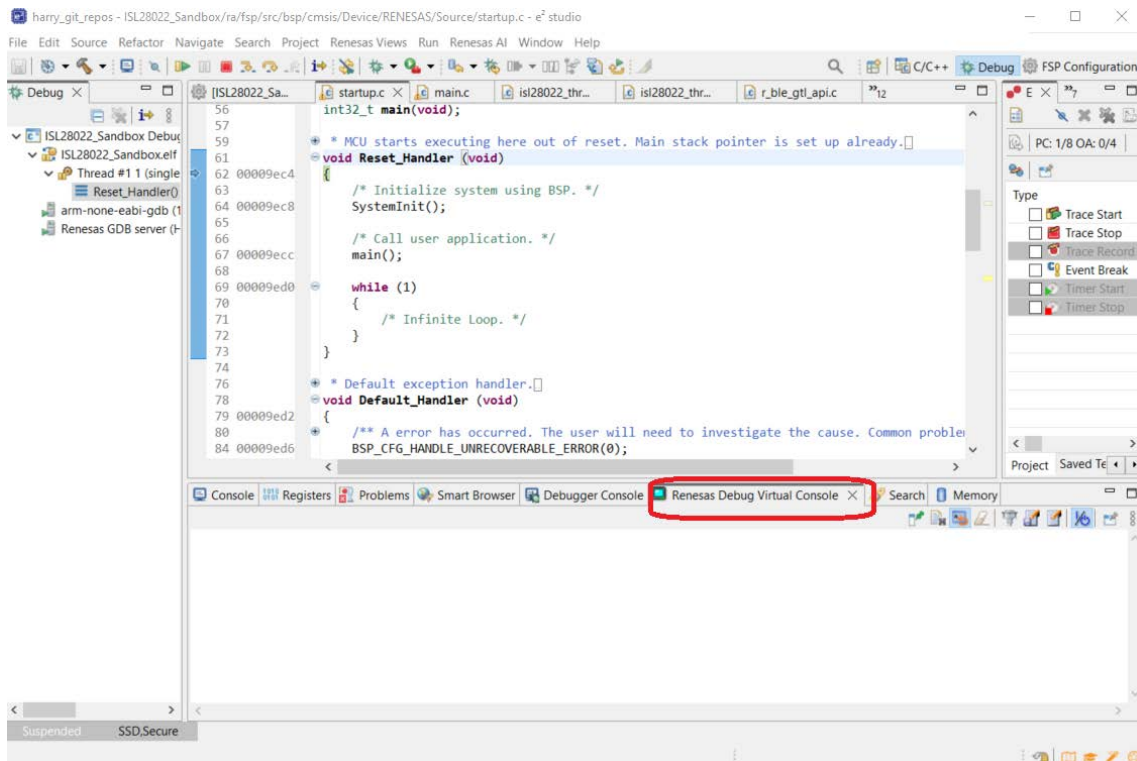 harry_git_repos - ISL28022_Sandbox/ra/fsp/src/bsp/cmsis/Device/RENESAS/Source/startup.c - e² studio
File Edit Source Refactor Navigate Search Project Renesas Views Run Renesas AI Window Help
C/C++ Debug FSP Configuration
Debug
ISL28022_Sandbox Debug
ISL28022_Sandbox.elf
Thread #1 1 (single
Reset_Handler()
arm-none-eabi-gdb (1
Renesas GDB server (H
[ISL28022_Sa... startup.c main.c isl28022_thr... isl28022_thr... r_ble_gtl_api.c »12
56 int32_t main(void);
57
59 * MCU starts executing here out of reset. Main stack pointer is set up already.
61 void Reset_Handler (void)
62 00009ec4 {
63 /* Initialize system using BSP. */
64 00009ec8 SystemInit();
65
66 /* Call user application. */
67 00009ecc main();
68
69 00009ed0 while (1)
70 {
71 /* Infinite Loop. */
72 }
73 }
74
76 * Default exception handler.
78 void Default_Handler (void)
79 00009ed2 {
80 /** A error has occurred. The user will need to investigate the cause. Common proble
84 00009ed6 BSP_CFG_HANDLE_UNRECOVERABLE_ERROR(0);
E »7
PC: 1/8 OA: 0/4
Type
Trace Start
Trace Stop
Trace Record
Event Break
Timer Start
Timer Stop
Project Saved Te
Console Registers Problems Smart Browser Debugger Console Renesas Debug Virtual Console Search Memory
Suspended SSD,Secure